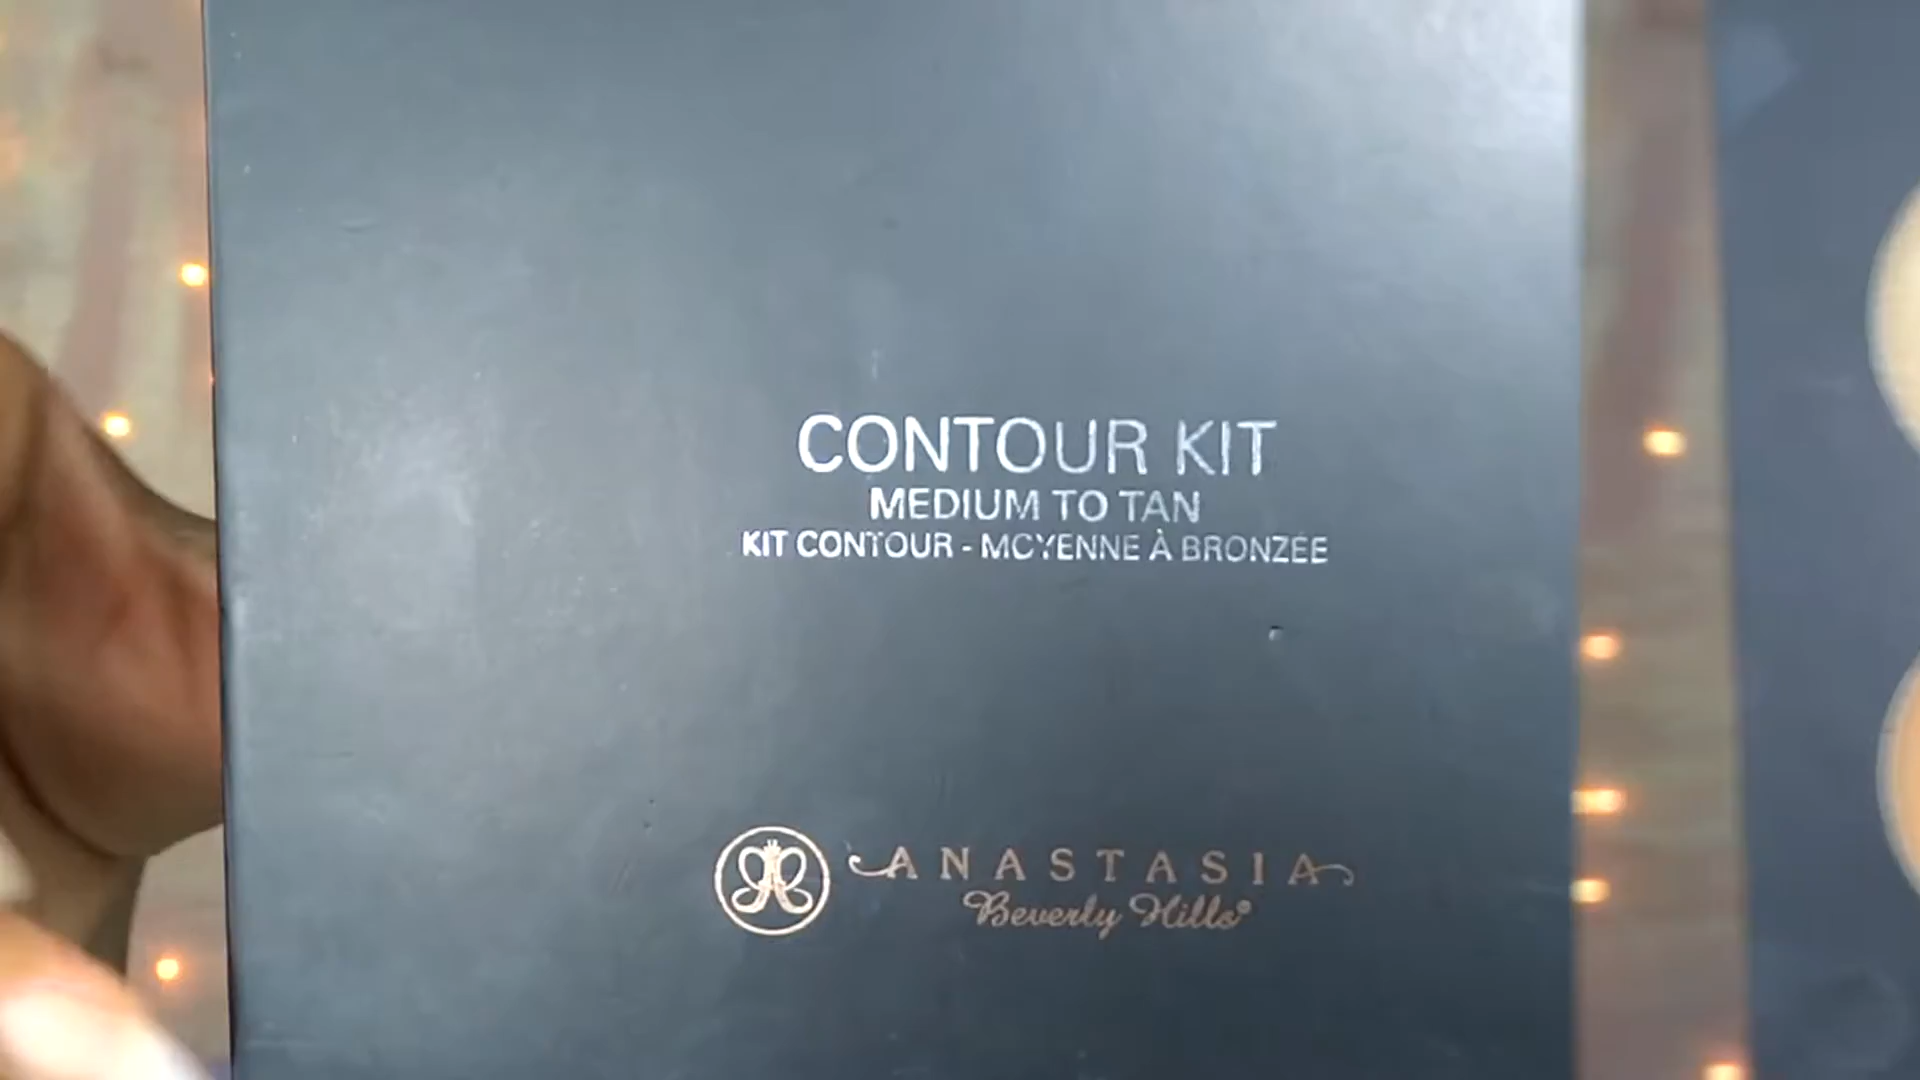 CONTOUR KIT
MEDIUM TO TAN
KIT CONTOUR - MOYENNE À BRONZÉE
ANASTASIA
Beverly Hills®